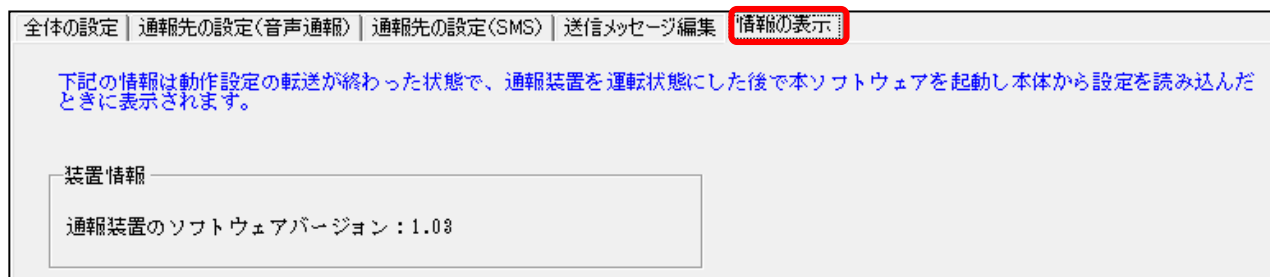 全体の設定 通報先の設定(音声通報) 通報先の設定(SMS) 送信メッセージ編集 情報の表示
下記の情報は動作設定の転送が終わった状態で、通報装置を運転状態にした後で本ソフトウェアを起動し本体から設定を読み込んだ
ときに表示されます。
装置情報
通報装置のソフトウェアバージョン:1.03